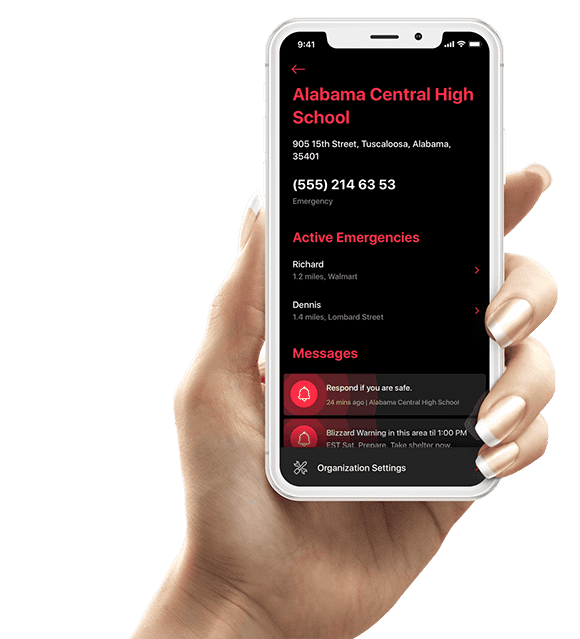 9:41
Alabama Central High
School
905 15th Street, Tuscaloosa, Alabama,
35401
(555) 214 63 53
Emergency
Active Emergencies
Richard
1.2 miles, Walmart
Dennis
1.4 miles, Lombard Street
Messages
Respond if you are safe.
24 mins ago | Alabama Central High School
Blizzard Warning in this area til 1:00 PM
EST Sat. Prepare. Take shelter now.
Organization Settings